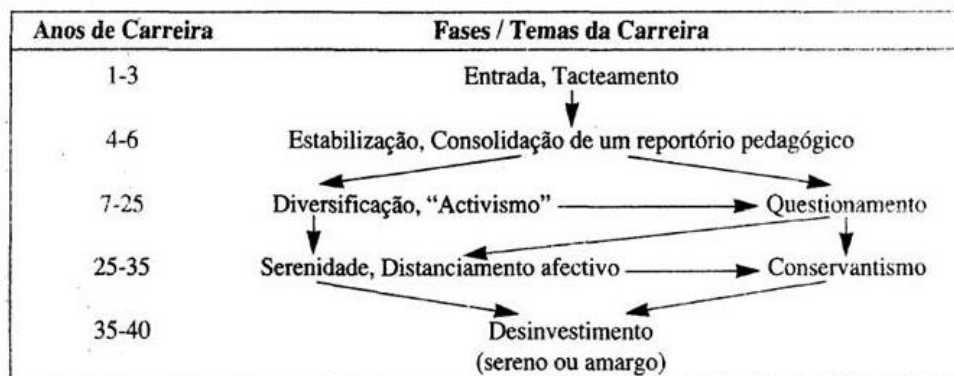 Anos de Carreira Fases / Temas da Carreira
1-3 Entrada, Tacteamento
4-6 Estabilização, Consolidação de um reportório pedagógico
7-25 Diversificação, “Activismo” Questionamento
25-35 Serenidade, Distanciamento afectivo Conservantismo
35-40 Desinvestimento
(sereno ou amargo)